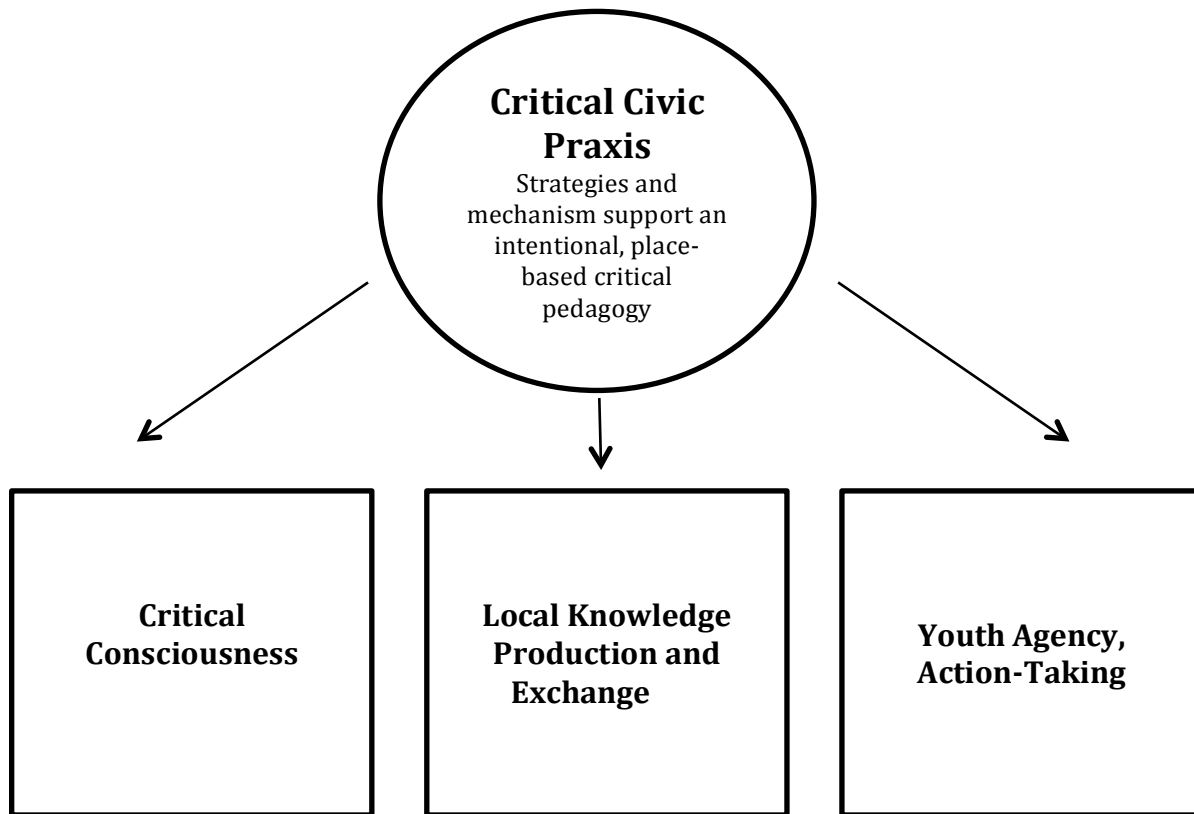 Critical Civic
Praxis
Strategies and
mechanism support an
intentional, place-
based critical
pedagogy
Critical
Consciousness
Local Knowledge
Production and
Exchange
Youth Agency,
Action-Taking